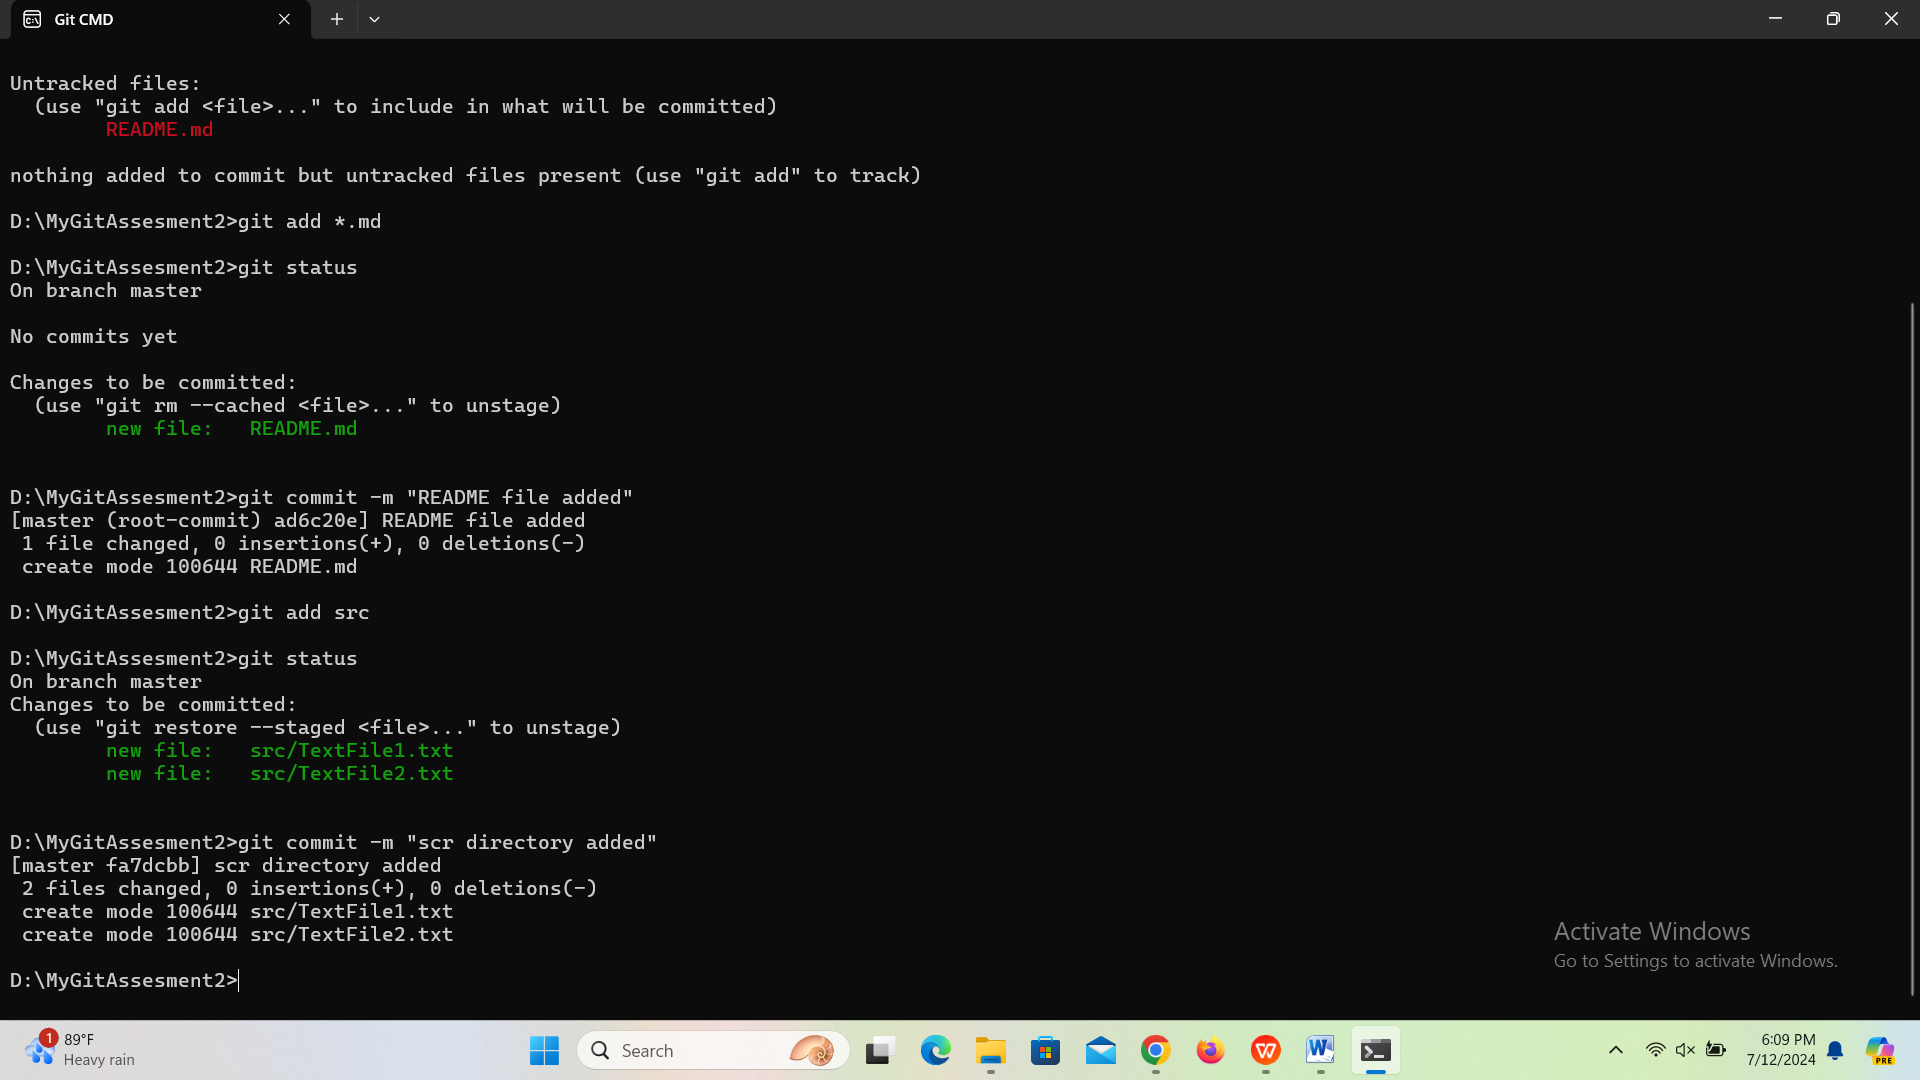 Git CMD
Untracked files:
(use "git add <file>..." to include in what will be committed)
README.md
nothing added to commit but untracked files present (use "git add" to track)
D:\MyGitAssesment2>git add *.md
D:\MyGitAssesment2>git status
On branch master
No commits yet
Changes to be committed:
(use "git rm --cached <file>..." to unstage)
new file:   README.md
D:\MyGitAssesment2>git commit -m "README file added"
[master (root-commit) ad6c20e] README file added
1 file changed, 0 insertions(+), 0 deletions(-)
create mode 100644 README.md
D:\MyGitAssesment2>git add src
D:\MyGitAssesment2>git status
On branch master
Changes to be committed:
(use "git restore --staged <file>..." to unstage)
new file:   src/TextFile1.txt
new file:   src/TextFile2.txt
D:\MyGitAssesment2>git commit -m "scr directory added"
[master fa7dcbb] scr directory added
2 files changed, 0 insertions(+), 0 deletions(-)
create mode 100644 src/TextFile1.txt
create mode 100644 src/TextFile2.txt
D:\MyGitAssesment2>
Activate Windows
Go to Settings to activate Windows.
1
89°F
Heavy rain
Search
W
W
6:09 PM
7/12/2024
PRE